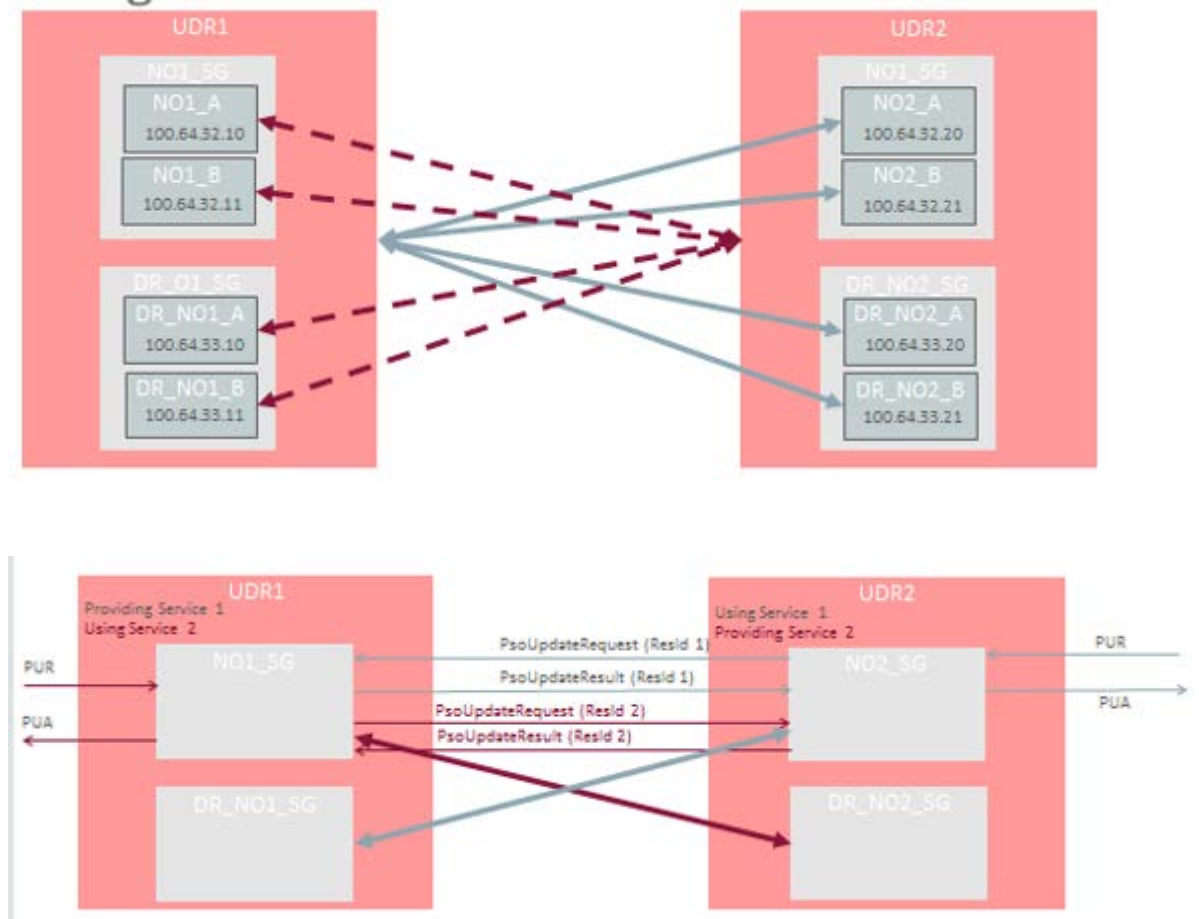 UDR1
NO1_SG
NO1_A
100.64.32.10
NO1_B
100.64.32.11
DR_O1_SG
DR_NO1_A
100.64.33.10
DR_NO1_B
100.64.33.11
UDR2
NO1_SG
NO2_A
100.64.32.20
NO2_B
100.64.32.21
DR_NO2_SG
DR_NO2_A
100.64.33.20
DR_NO2_B
100.64.33.21
UDR1
Providing Service 1
Using Service 2
NO1_SG
PUR
PUA
DR_NO1_SG
PsoUpdateRequest (ResId 1)
PsoUpdateResult (ResId 1)
PsoUpdateRequest (ResId 2)
PsoUpdateResult (ResId 2)
UDR2
Using Service 1
Providing Service 2
NO2_SG
PUR
PUA
DR_NO2_SG